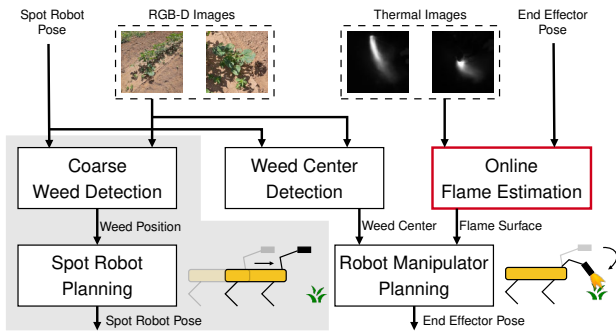 Spot Robot
Pose
RGB-D Images
Thermal Images
End Effector
Pose
Coarse
Weed Detection
Weed Center
Detection
Online
Flame Estimation
Weed Position
Weed Center
Flame Surface
Spot Robot
Planning
Robot Manipulator
Planning
Spot Robot Pose
End Effector Pose